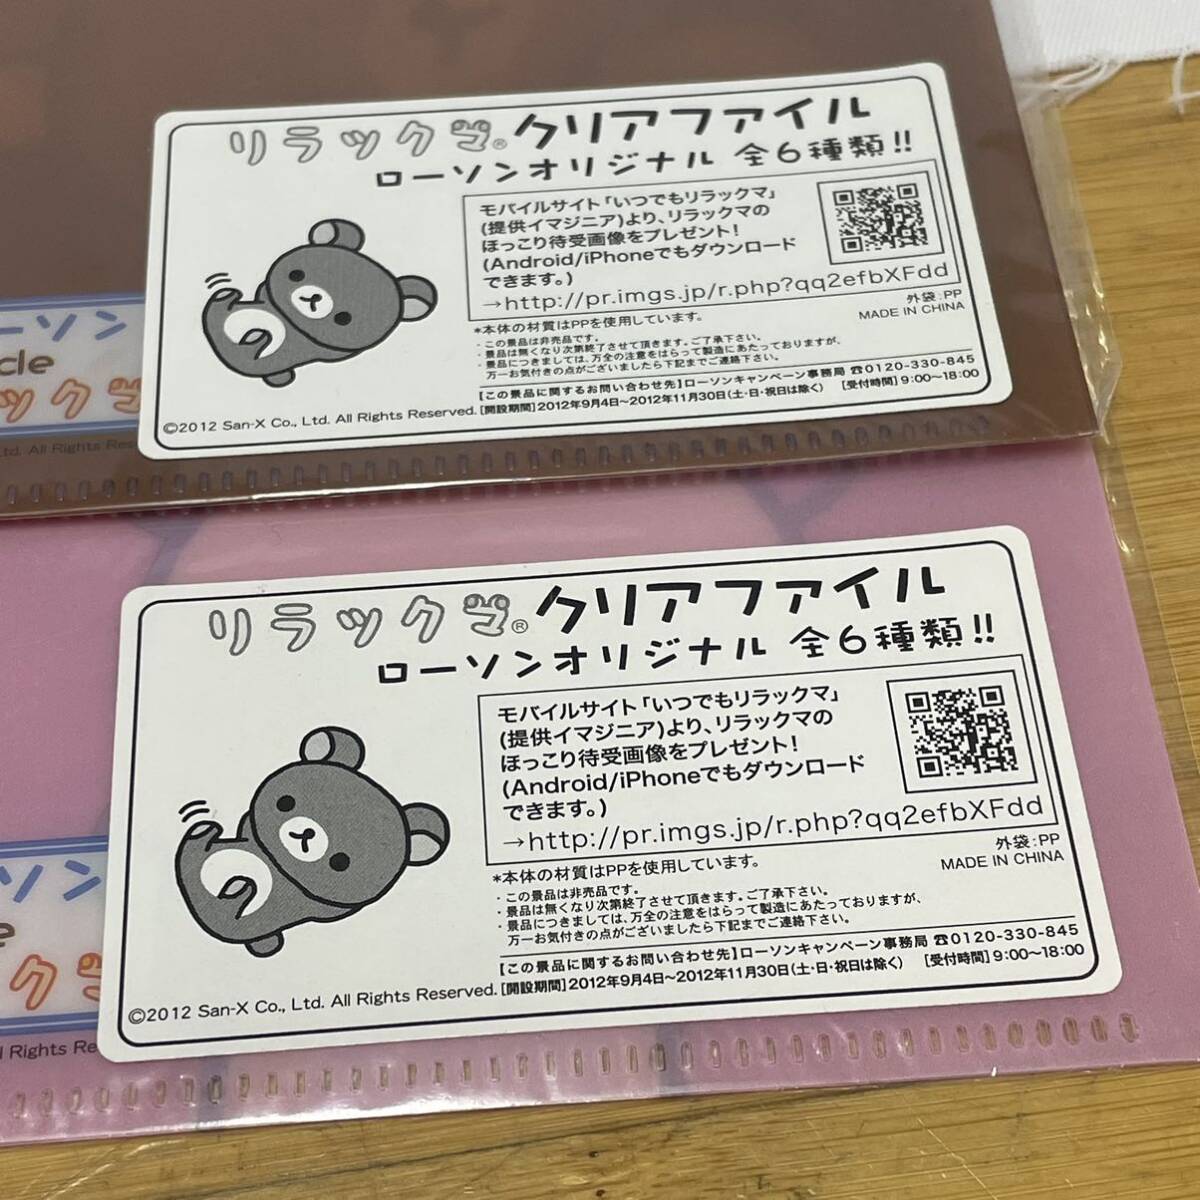 リラックマ® クリアファイル
ローソンオリジナル 全6種類!!
モバイルサイト「いつでもリラックマ」
(提供イマジニア)より、リラックマの
ほっこり待受画像をプレゼント!
(Android/iPhoneでもダウンロード
できます。)
→http://pr.imgs.jp/r.php?qq2efbXFdd
外袋:PP
MADE IN CHINA
*本体の材質はPPを使用しています。
・この景品は非売品です。
・景品は無くなり次第終了させて頂きます。ご了承下さい。
・景品につきましては、万全の注意をはらって製造にあたっておりますが、
万一お気付きの点がございましたら下記までご連絡下さい。
【この景品に関するお問い合わせ先】ローソンキャンペーン事務局 ☎0120-330-845
[開設期間]2012年9月4日~2012年11月30日(土・日・祝日は除く) [受付時間]9:00~18:00
©2012 San-X Co., Ltd. All Rights Reserved.
ーソン
cle
ックマ
td. All Rights Re
リラックマ® クリアファイル
ローソンオリジナル 全6種類!!
モバイルサイト「いつでもリラックマ」
(提供イマジニア)より、リラックマの
ほっこり待受画像をプレゼント!
(Android/iPhoneでもダウンロード
できます。)
→http://pr.imgs.jp/r.php?qq2efbXFdd
外袋:PP
MADE IN CHINA
*本体の材質はPPを使用しています。
・この景品は非売品です。
・景品は無くなり次第終了させて頂きます。ご了承下さい。
・景品につきましては、万全の注意をはらって製造にあたっておりますが、
万一お気付きの点がございましたら下記までご連絡下さい。
【この景品に関するお問い合わせ先】ローソンキャンペーン事務局 ☎0120-330-845
[開設期間]2012年9月4日~2012年11月30日(土・日・祝日は除く) [受付時間]9:00~18:00
©2012 San-X Co., Ltd. All Rights Reserved.
ソン
e
クマ
l Rights Re